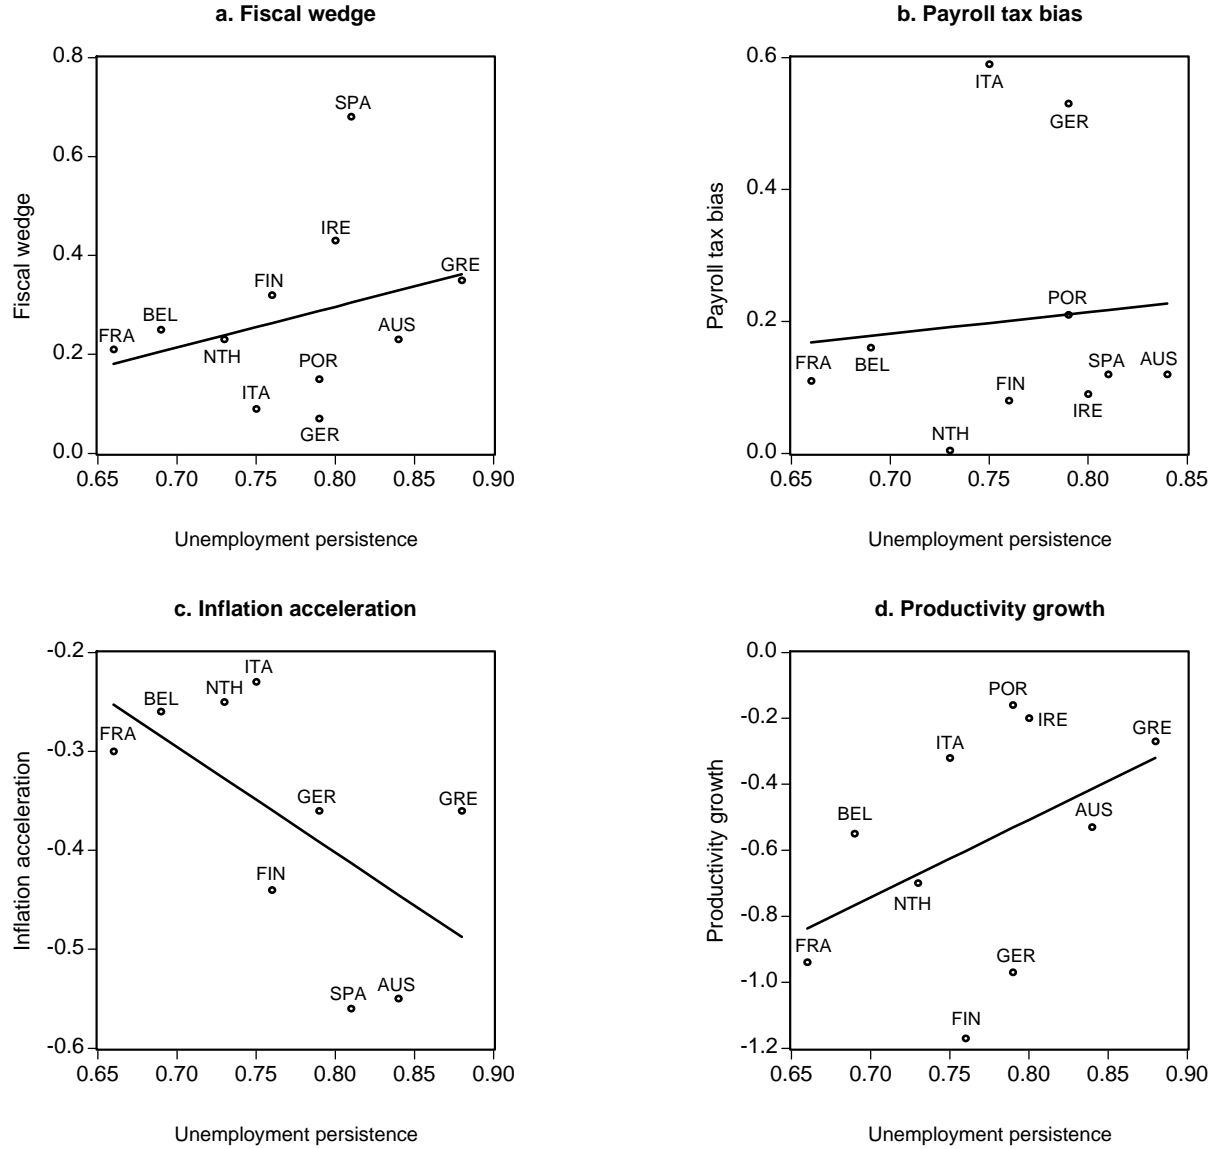 a. Fiscal wedge
0.8
0.6
0.4
0.2
0.0
Fiscal wedge
SPA
IRE
GRE
FIN
BEL
AUS
FRA
NTH
POR
ITA
GER
0.65 0.70 0.75 0.80 0.85 0.90
Unemployment persistence
b. Payroll tax bias
0.6
0.4
0.2
0.0
Payroll tax bias
ITA
GER
POR
FRA
BEL
SPA
AUS
FIN
IRE
NTH
0.65 0.70 0.75 0.80 0.85
Unemployment persistence
c. Inflation acceleration
-0.2
-0.3
-0.4
-0.5
-0.6
Inflation acceleration
ITA
NTH
BEL
FRA
GER
GRE
FIN
AUS
SPA
0.65 0.70 0.75 0.80 0.85 0.90
Unemployment persistence
d. Productivity growth
0.0
-0.2
-0.4
-0.6
-0.8
-1.0
-1.2
Productivity growth
POR
IRE
GRE
ITA
BEL
AUS
NTH
FRA
GER
FIN
0.65 0.70 0.75 0.80 0.85 0.90
Unemployment persistence